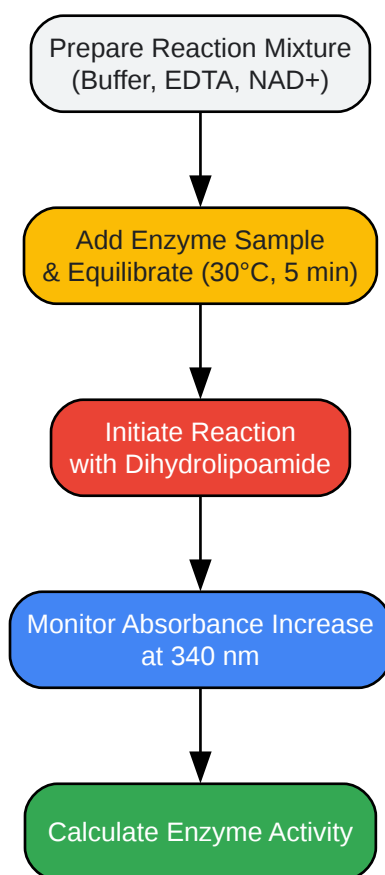 Prepare Reaction Mixture
(Buffer, EDTA, NAD+)
Add Enzyme Sample
& Equilibrate (30°C, 5 min)
Initiate Reaction
with Dihydrolipoamide
Monitor Absorbance Increase
at 340 nm
Calculate Enzyme Activity